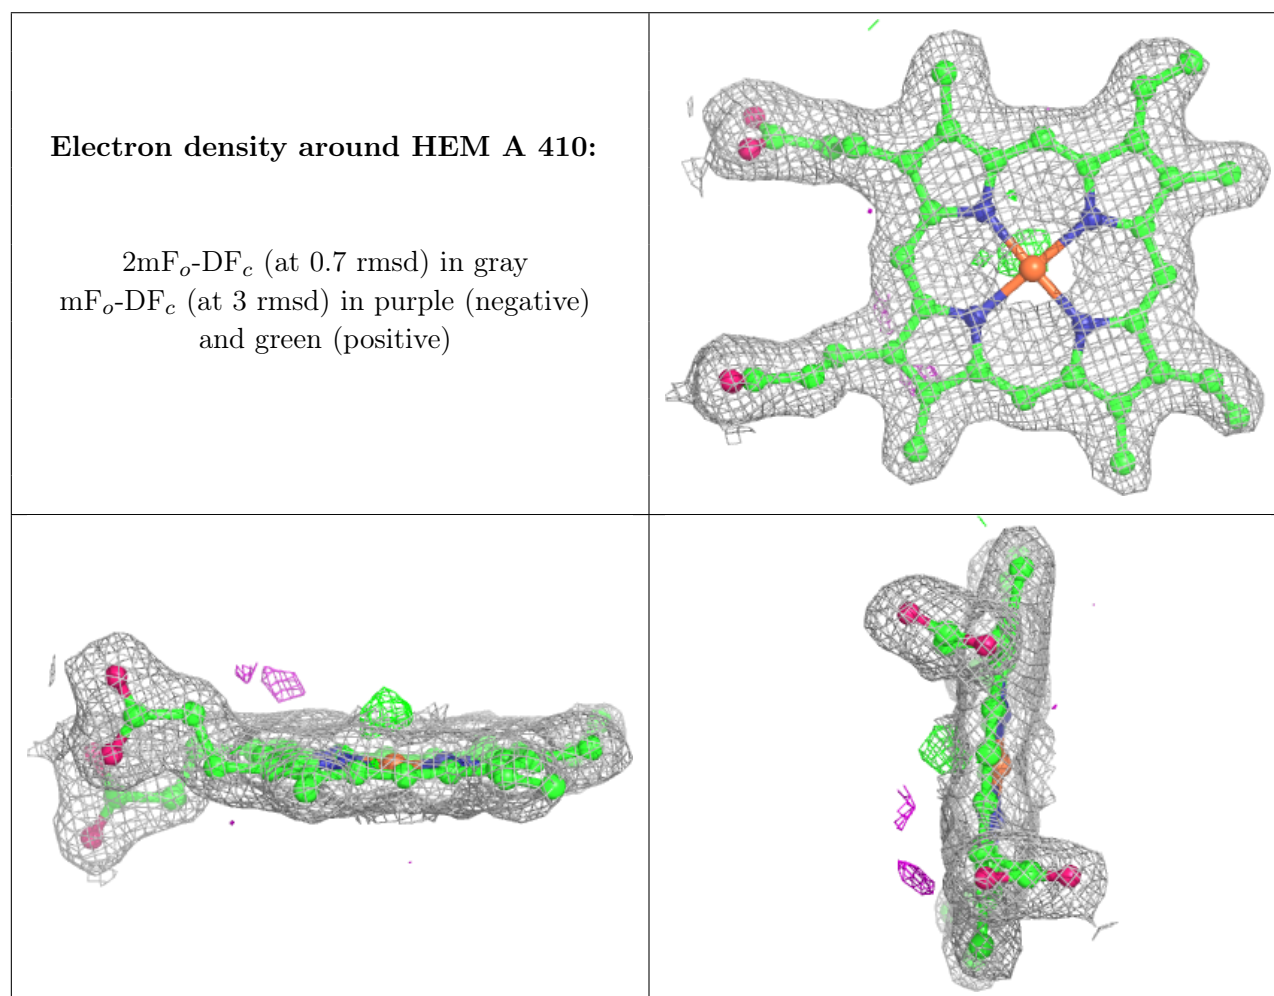 Electron density around HEM A 410:
2mFo-DFc (at 0.7 rmsd) in gray
mFo-DFc (at 3 rmsd) in purple (negative)
and green (positive)